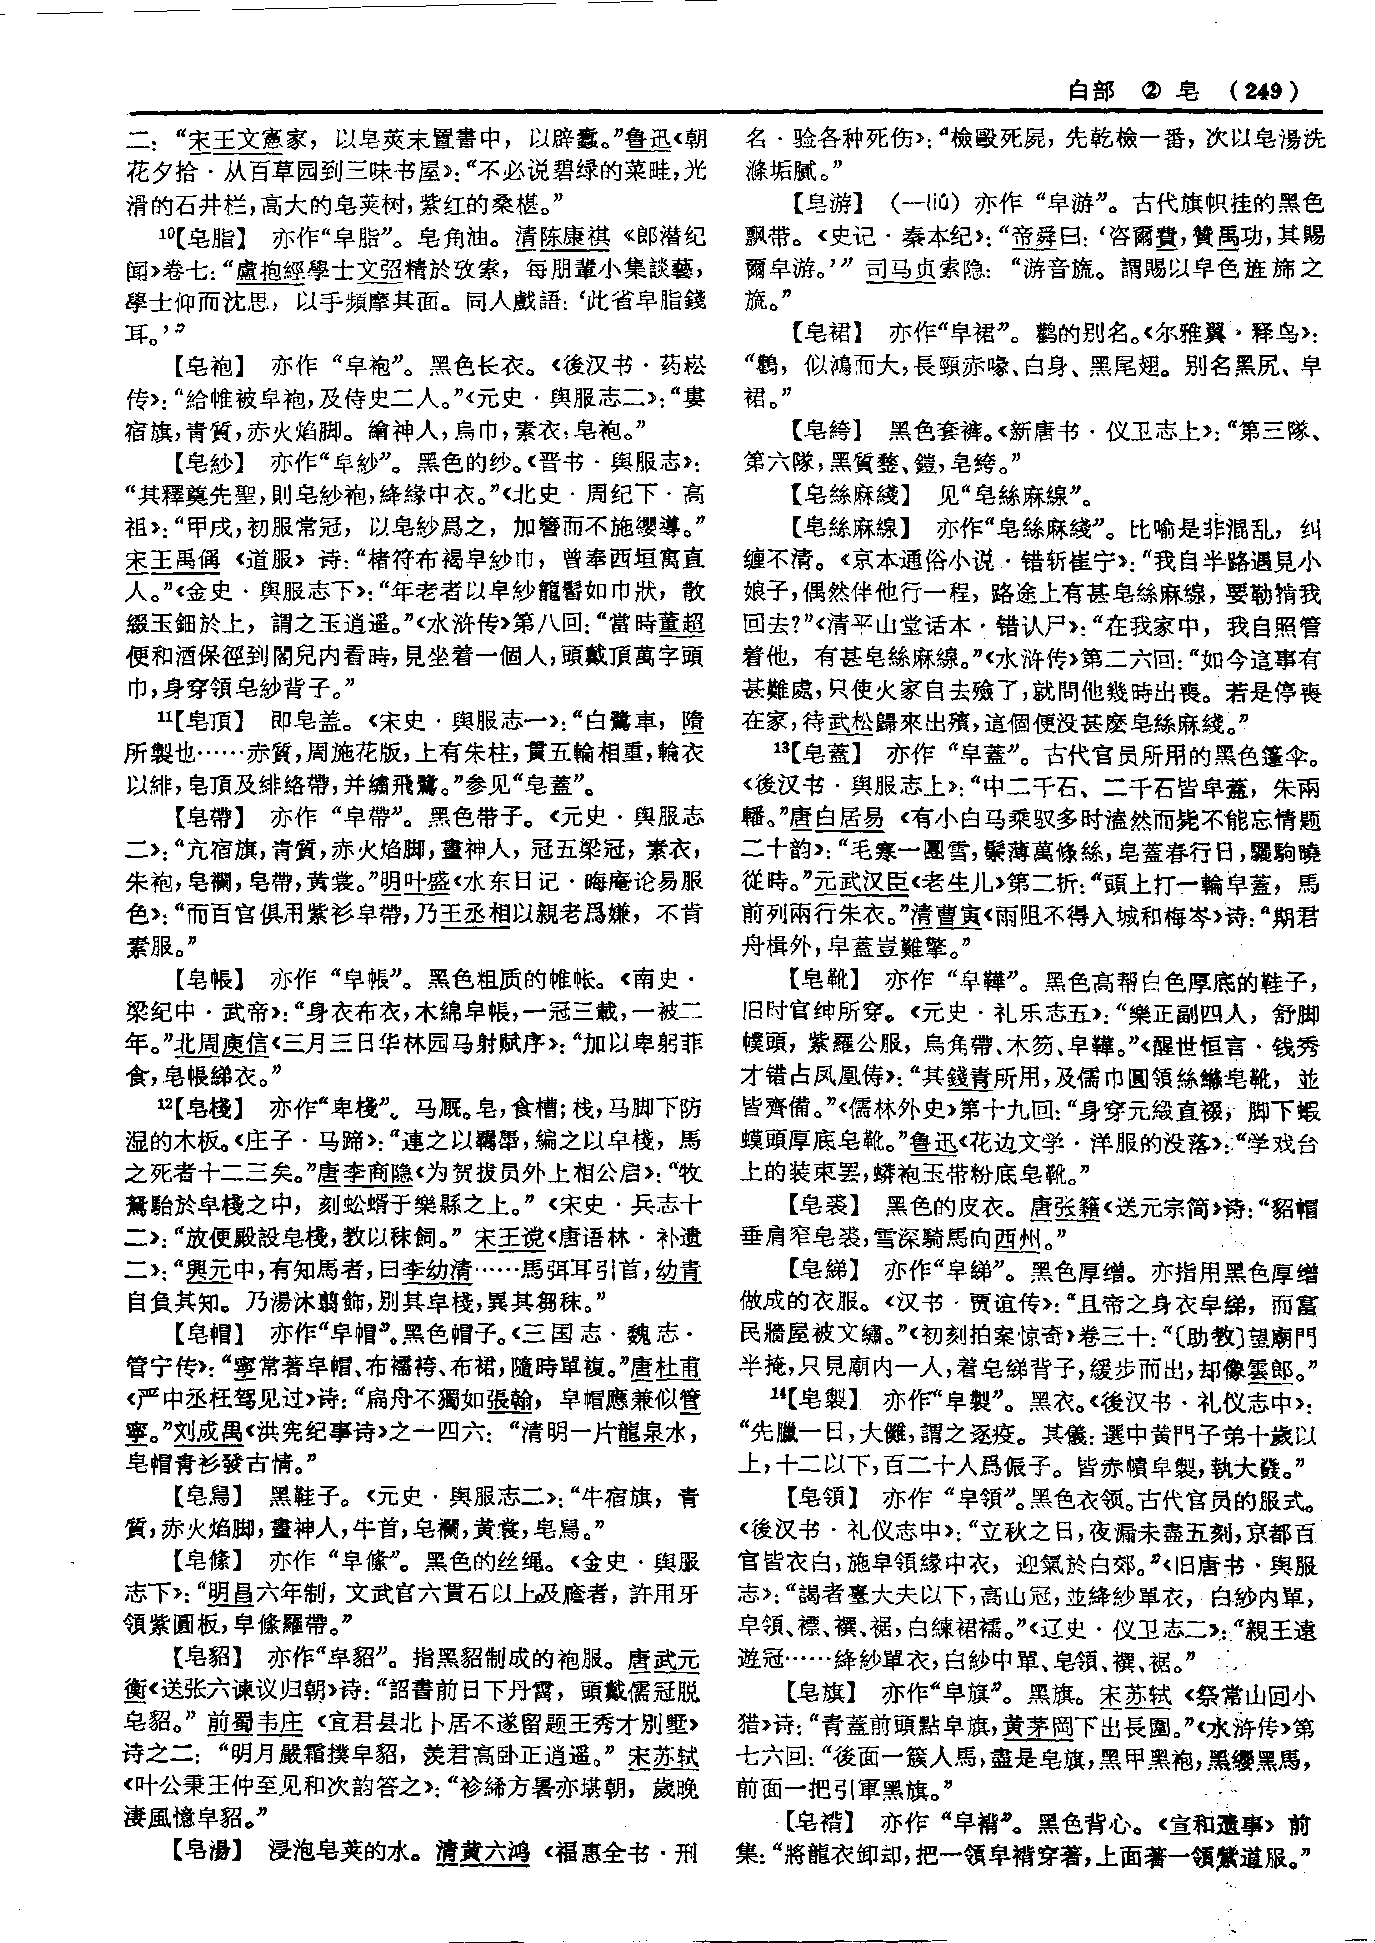 白部 ② 皂 (249)
二：“宋王文憲家，以皂莢末置書中，以辟蠹。”鲁迅《朝
花夕拾·从百草园到三味书屋》：“不必说碧绿的菜畦，光
滑的石井栏，高大的皂荚树，紫红的桑椹。”
10【皂脂】 亦作“皁脂”。皂角油。清陈康祺《郎潜纪
闻》卷七：“盧抱經學士文弨精於攷索，每朋輩小集談藝，
學士仰而沈思，以手頻摩其面。同人戲語：‘此省皁脂錢
耳。’”
【皂袍】 亦作“皁袍”。黑色长衣。《後汉书·药崧
传》：“給帷被皁袍，及侍史二人。”《元史·舆服志二》：“婁
宿旗，青質，赤火焰脚。繪神人，烏巾，素衣，皂袍。”
【皂紗】 亦作“皁紗”。黑色的纱。《晋书·舆服志》：
“其釋奠先聖，則皂紗袍，絳緣中衣。”《北史·周纪下·高
祖》：“甲戌，初服常冠，以皂紗爲之，加簪而不施纓導。”
宋王禹偁《道服》诗：“楮符布褐皁紗巾，曾奉西垣寓直
人。”《金史·舆服志下》：“年老者以皁紗籠髻如巾狀，散
綴玉鈿於上，謂之玉逍遥。”《水浒传》第八回：“當時董超
便和酒保徑到閣兒内看時，見坐着一個人，頭戴頂萬字頭
巾，身穿領皂紗背子。”
11【皂頂】 即皂盖。《宋史·舆服志一》：“白鷺車，隋
所製也……赤質，周施花版，上有朱柱，貫五輪相重，輪衣
以緋，皂頂及緋絡帶，并繡飛鷺。”参见“皂蓋”。
【皂帶】 亦作“皁帶”。黑色带子。《元史·舆服志
二》：“亢宿旗，青質，赤火焰脚，畫神人，冠五梁冠，素衣，
朱袍，皂襴，皂帶，黄裳。”明叶盛《水东日记·晦庵论易服
色》：“而百官俱用紫衫皁帶，乃王丞相以親老爲嫌，不肯
素服。”
【皂帳】 亦作“皁帳”。黑色粗质的帷帐。《南史·
梁纪中·武帝》：“身衣布衣，木綿皁帳，一冠三載，一被二
年。”北周庾信《三月三日华林园马射赋序》：“加以卑躬菲
食，皂帳綈衣。”
12【皂棧】 亦作“皁棧”。马厩。皂，食槽；栈，马脚下防
湿的木板。《庄子·马蹄》：“連之以羈馽，編之以皁棧，馬
之死者十二三矣。”唐李商隐《为贺拔员外上相公启》：“牧
駑駘於皁棧之中，刻蚣蝑于樂縣之上。”《宋史·兵志十
二》：“放便殿設皂棧，教以秣飼。”宋王谠《唐语林·补遗
二》：“興元中，有知馬者，曰李幼清……馬弭耳引首，幼青
自負其知。乃湯沐翦飾，别其皁棧，異其芻秣。”
【皂帽】 亦作“皁帽”。黑色帽子。《三国志·魏志·
管宁传》：“寧常著皁帽、布襦袴、布裙，隨時單複。”唐杜甫
《严中丞枉驾见过》诗：“扁舟不獨如張翰，皁帽應兼似管
寧。”刘成禺《洪宪纪事诗》之一四六：“清明一片龍泉水，
皂帽青衫發古情。”
【皂舄】 黑鞋子。《元史·舆服志二》：“牛宿旗，青
質，赤火焰脚，畫神人，牛首，皂襴，黄裳，皂舄。”
【皂絛】 亦作“皁絛”。黑色的丝绳。《金史·舆服
志下》：“明昌六年制，文武官六貫石以上及廕者，許用牙
領紫圓板，皁絛羅帶。”
【皂貂】 亦作“皁貂”。指黑貂制成的袍服。唐武元
衡《送张六谏议归朝》诗：“詔書前日下丹霄，頭戴儒冠脱
皂貂。”前蜀韦庄《宜君县北卜居不遂留题王秀才别墅》
诗之二：“明月嚴霜撲皁貂，羡君高卧正逍遥。”宋苏轼
《叶公秉王仲至见和次韵答之》：“袗絺方暑亦堪朝，歲晚
淒風憶皁貂。”
【皂湯】 浸泡皂荚的水。清黄六鸿《福惠全书·刑
名·验各种死伤》：“檢毆死屍，先乾檢一番，次以皂湯洗
滌垢膩。”
【皂游】 （—liú）亦作“皁游”。古代旗帜挂的黑色
飘带。《史记·秦本纪》：“帝舜曰：‘咨爾費，贊禹功，其賜
爾皁游。’”司马贞索隐：“游音旒。謂賜以皁色旌旆之
旒。”
【皂裙】 亦作“皁裙”。鹳的别名。《尔雅翼·释鸟》：
“鸛，似鴻而大，長頸赤喙、白身、黑尾翅。别名黑尻、皁
裙。”
【皂絝】 黑色套裤。《新唐书·仪卫志上》：“第三隊、
第六隊，黑質鍪、鎧，皂絝。”
【皂絲麻綫】 见“皂絲麻線”。
【皂絲麻線】 亦作“皂絲麻綫”。比喻是非混乱，纠
缠不清。《京本通俗小说·错斩崔宁》：“我自半路遇見小
娘子，偶然伴他行一程，路途上有甚皂絲麻線，要勒掯我
回去？”《清平山堂话本·错认尸》：“在我家中，我自照管
着他，有甚皂絲麻線。”《水浒传》第二六回：“如今這事有
甚難處，只使火家自去殮了，就問他幾時出喪。若是停喪
在家，待武松歸來出殯，這個便没甚麽皂絲麻綫。”
13【皂蓋】 亦作“皁蓋”。古代官员所用的黑色篷伞。
《後汉书·舆服志上》：“中二千石、二千石皆皁蓋，朱兩
轓。”唐白居易《有小白马乘驭多时溘然而毙不能忘情题
二十韵》：“毛寒一團雪，鬃薄萬條絲，皂蓋春行日，驪駒曉
從時。”元武汉臣《老生儿》第二折：“頭上打一輪皁蓋，馬
前列兩行朱衣。”清曹寅《雨阻不得入城和梅岑》诗：“期君
舟楫外，皁蓋豈難擎。”
【皂靴】 亦作“皁鞾”。黑色高帮白色厚底的鞋子，
旧时官绅所穿。《元史·礼乐志五》：“樂正副四人，舒脚
幞頭，紫羅公服，烏角帶、木笏、皁鞾。”《醒世恒言·钱秀
才错占凤凰俦》：“其錢青所用，及儒巾圓領絲縧皂靴，並
皆齊備。”《儒林外史》第十九回：“身穿元緞直裰，脚下蝦
蟆頭厚底皂靴。”鲁迅《花边文学·洋服的没落》：“学戏台
上的装束罢，蟒袍玉带粉底皂靴。”
【皂裘】 黑色的皮衣。唐张籍《送元宗简》诗：“貂帽
垂肩窄皂裘，雪深騎馬向西州。”
【皂綈】 亦作“皁綈”。黑色厚缯。亦指用黑色厚缯
做成的衣服。《汉书·贾谊传》：“且帝之身衣皁綈，而富
民牆屋被文繡。”《初刻拍案惊奇》卷三十：“〔助教〕望廟門
半掩，只見廟内一人，着皂綈背子，緩步而出，却像雲郎。”
14【皂製】 亦作“皁製”。黑衣。《後汉书·礼仪志中》：
“先臘一日，大儺，謂之逐疫。其儀：選中黄門子弟十歲以
上，十二以下，百二十人爲侲子。皆赤幘皁製，執大鼗。”
【皂領】 亦作“皁領”。黑色衣领。古代官员的服式。
《後汉书·礼仪志中》：“立秋之日，夜漏未盡五刻，京都百
官皆衣白，施皁領緣中衣，迎氣於白郊。”《旧唐书·舆服
志》：“謁者臺大夫以下，高山冠，並絳紗單衣，白紗内單，
皁領、褾、襈、裾，白練裙襦。”《辽史·仪卫志二》：“親王遠
遊冠……絳紗單衣，白紗中單、皂領、襈、裾。”
【皂旗】 亦作“皁旗”。黑旗。宋苏轼《祭常山回小
猎》诗：“青蓋前頭點皁旗，黄茅岡下出長圍。”《水浒传》第
七六回：“後面一簇人馬，盡是皂旗，黑甲黑袍，黑纓黑馬，
前面一把引軍黑旗。”
【皂褙】 亦作“皁褙”。黑色背心。《宣和遗事》前
集：“將龍衣卸却，把一領皁褙穿著，上面著一領紫道服。”